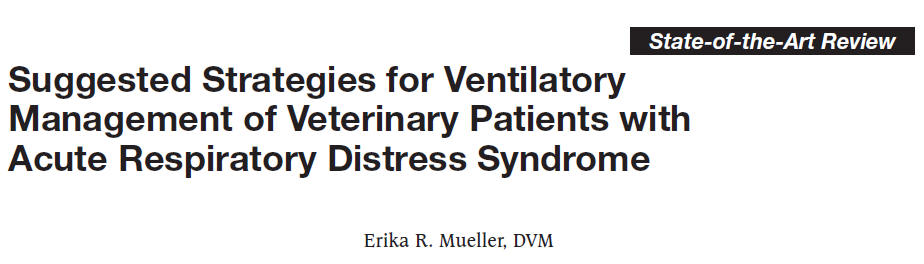 State-of-the-Art Review
Suggested Strategies for Ventilatory
Management of Veterinary Patients with
Acute Respiratory Distress Syndrome
Erika R. Mueller, DVM